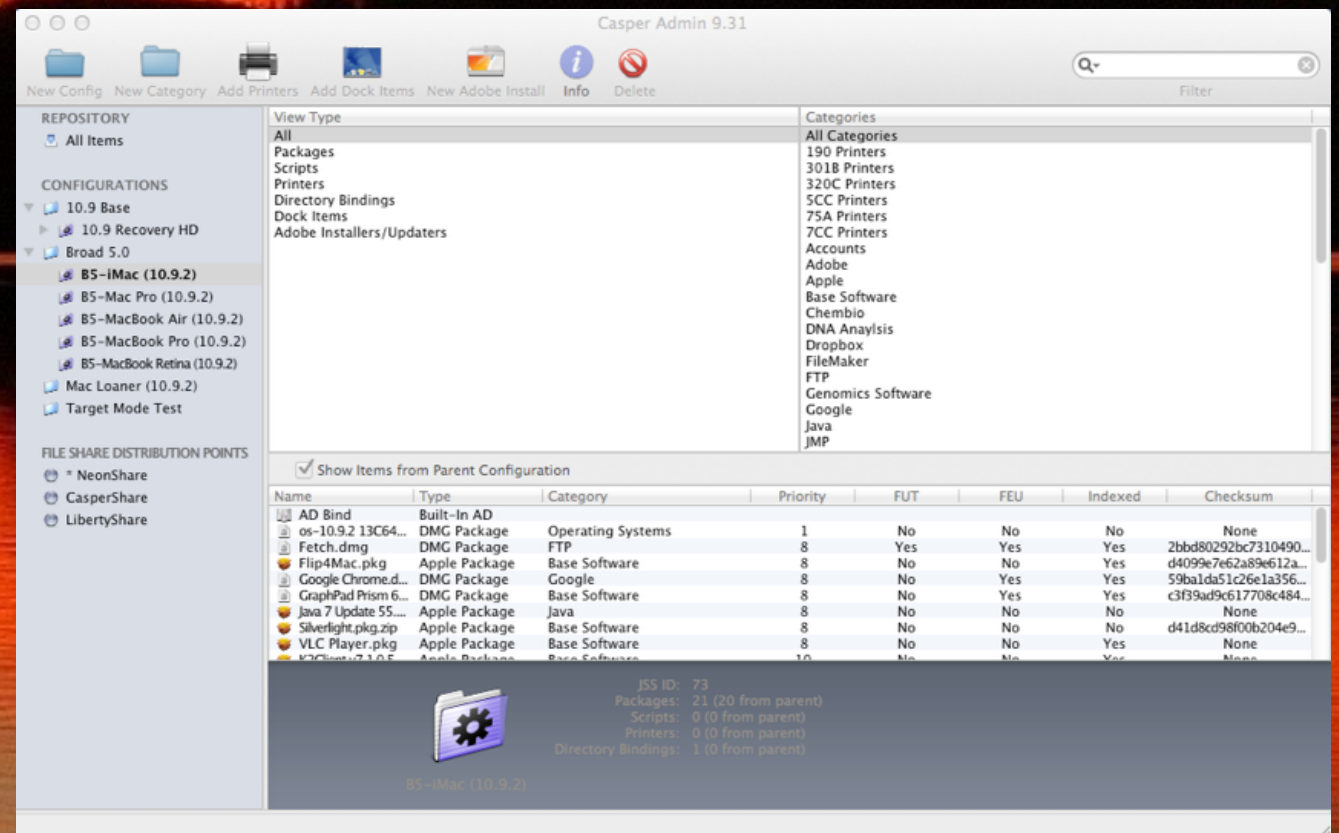 Casper Admin 9.31
New Config New Category Add Printers Add Dock Items New Adobe Install Info Delete Filter
REPOSITORY
All Items
CONFIGURATIONS
10.9 Base
10.9 Recovery HD
Broad 5.0
B5-iMac (10.9.2)
B5-Mac Pro (10.9.2)
B5-MacBook Air (10.9.2)
B5-MacBook Pro (10.9.2)
B5-MacBook Retina (10.9.2)
Mac Loaner (10.9.2)
Target Mode Test
FILE SHARE DISTRIBUTION POINTS
* NeonShare
CasperShare
LibertyShare
View Type
All
Packages
Scripts
Printers
Directory Bindings
Dock Items
Adobe Installers/Updaters
Categories
All Categories
190 Printers
301B Printers
320C Printers
5CC Printers
75A Printers
7CC Printers
Accounts
Adobe
Apple
Base Software
Chembio
DNA Anaylsis
Dropbox
FileMaker
FTP
Genomics Software
Google
Java
JMP
Show Items from Parent Configuration
Name Type Category Priority FUT FEU Indexed Checksum
AD Bind Built-In AD
os-10.9.2 13C64... DMG Package Operating Systems 1 No No No None
Fetch.dmg DMG Package FTP 8 Yes Yes Yes 2bbd80292bc7310490...
Flip4Mac.pkg Apple Package Base Software 8 No No Yes d4099e7e62a89e612a...
Google Chrome.d... DMG Package Google 8 No Yes Yes 59ba1da51c26e1a356...
GraphPad Prism 6... DMG Package Base Software 8 No Yes Yes c3f39ad9c617708c484...
Java 7 Update 55.... Apple Package Java 8 No No No None
Silverlight.pkg.zip Apple Package Base Software 8 No No No d41d8cd98f00b204e9...
VLC Player.pkg Apple Package Base Software 8 No No Yes None
Apple Package Base Software 10 No No Yes None
JSS ID: 73
Packages: 21 (20 from parent)
Scripts: 0 (0 from parent)
Printers: 0 (0 from parent)
Directory Bindings: 1 (0 from parent)
B5-iMac (10.9.2)